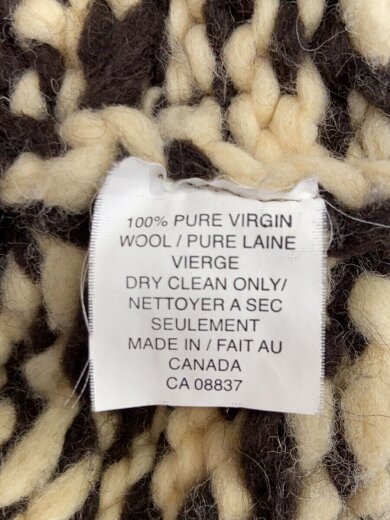 100% PURE VIRGIN
WOOL / PURE LAINE
VIERGE
DRY CLEAN ONLY/
NETTOYER A SEC
SEULEMENT
MADE IN / FAIT AU
CANADA
CA 08837